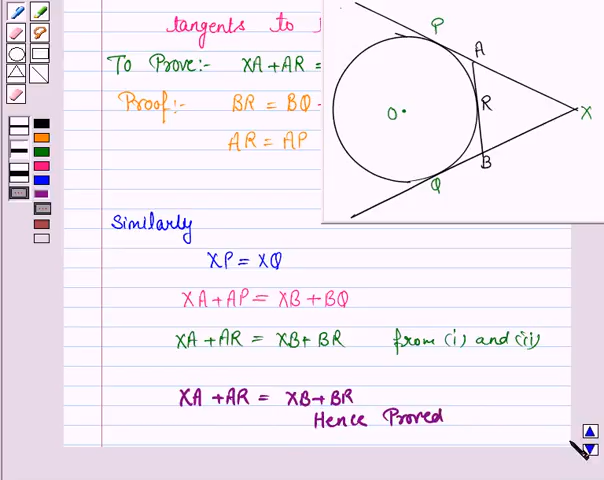 tangents to
To Prove:- XA+AR =
Proof:- BR = BQ
AR = AP
Similarly
XP = XQ
XA+AP = XB+BQ
XA+AR = XB+BR from (i) and (ii)
XA+AR = XB+BR
Hence Proved
P
A
O
R
X
B
Q